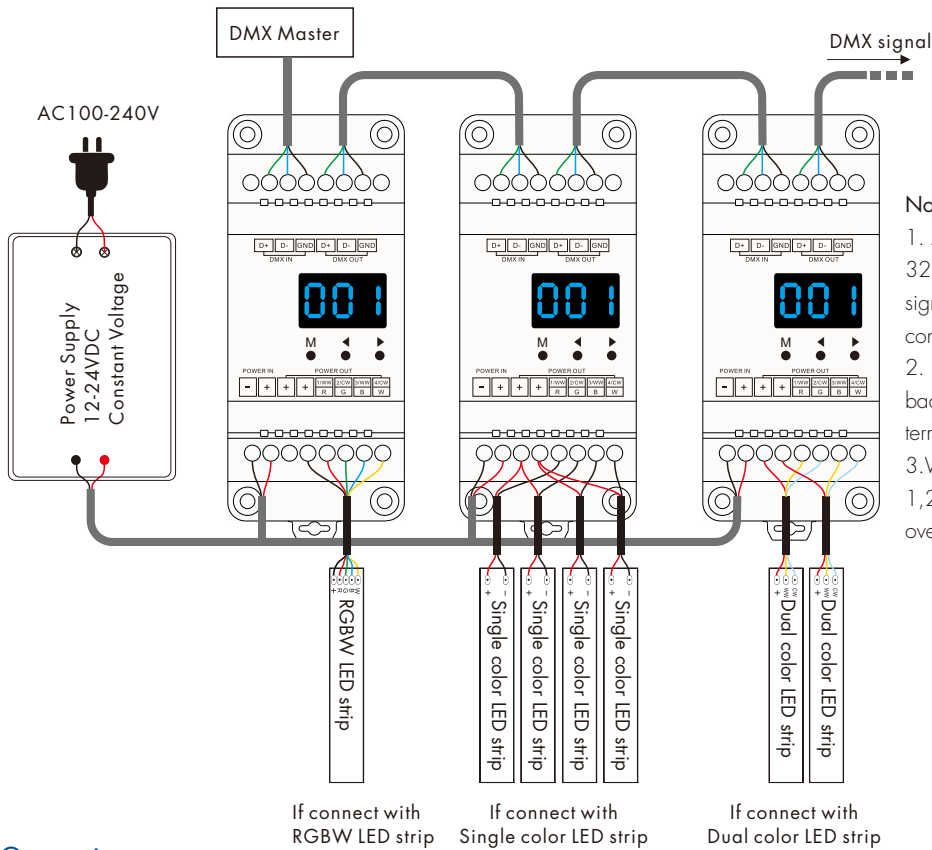 DMX Master
DMX signal
AC100-240V
Power Supply
12-24VDC
Constant Voltage
D+ D- GND D+ D- GND
DMX IN DMX OUT
001
M ◄ ►
POWER IN POWER OUT
- + + + 1/WW 2/CW 3/WW 4/CW
R G B W
D+ D- GND D+ D- GND
DMX IN DMX OUT
001
M ◄ ►
POWER IN POWER OUT
- + + + 1/WW 2/CW 3/WW 4/CW
R G B W
D+ D- GND D+ D- GND
DMX IN DMX OUT
001
M ◄ ►
POWER IN POWER OUT
- + + + 1/WW 2/CW 3/WW 4/CW
R G B W
1.
32
sign
con
2.
bac
term
3.
1,2
ove
+ R G B W
RGBW LED strip
+ -
Single color LED strip
+ -
Single color LED strip
+ -
Single color LED strip
+ -
Single color LED strip
+ WW CW
Dual color LED strip
+ WW CW
Dual color LED strip
If connect with
RGBW LED strip
If connect with
Single color LED strip
If connect with
Dual color LED strip